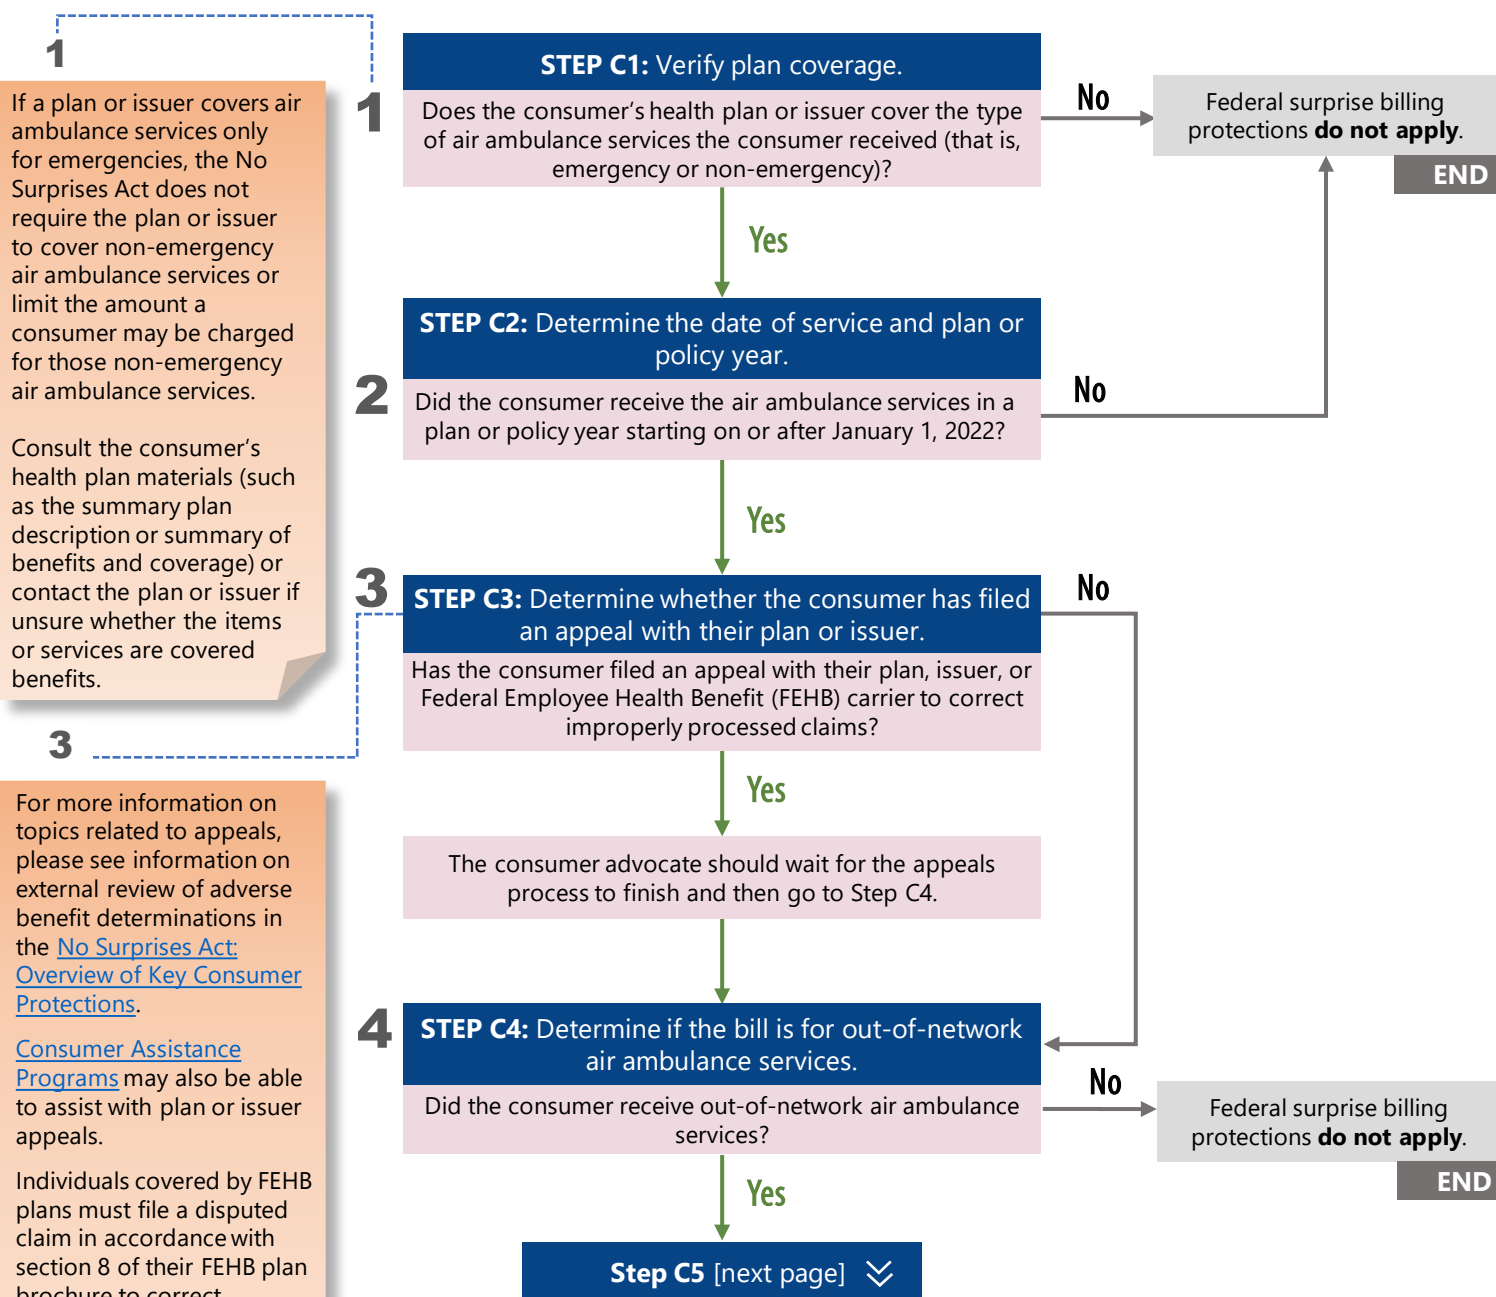 1
If a plan or issuer covers air
ambulance services only
for emergencies, the No
Surprises Act does not
require the plan or issuer
to cover non-emergency
air ambulance services or
limit the amount a
consumer may be charged
for those non-emergency
air ambulance services.
Consult the consumer's
health plan materials (such
as the summary plan
description or summary of
benefits and coverage) or
contact the plan or issuer if
unsure whether the items
or services are covered
benefits.
3
For more information on
topics related to appeals,
please see information on
external review of adverse
benefit determinations in
the No Surprises Act:
Overview of Key Consumer
Protections.
Consumer Assistance
Programs may also be able
to assist with plan or issuer
appeals.
Individuals covered by FEHB
plans must file a disputed
claim in accordance with
section 8 of their FEHB plan
brochure to correct
1
STEP C1: Verify plan coverage.
Does the consumer's health plan or issuer cover the type
of air ambulance services the consumer received (that is,
emergency or non-emergency)?
No
Federal surprise billing
protections do not apply.
END
Yes
2
STEP C2: Determine the date of service and plan or
policy year.
Did the consumer receive the air ambulance services in a
plan or policy year starting on or after January 1, 2022?
No
Yes
3
STEP C3: Determine whether the consumer has filed
an appeal with their plan or issuer.
Has the consumer filed an appeal with their plan, issuer, or
Federal Employee Health Benefit (FEHB) carrier to correct
improperly processed claims?
No
Yes
The consumer advocate should wait for the appeals
process to finish and then go to Step C4.
4
STEP C4: Determine if the bill is for out-of-network
air ambulance services.
Did the consumer receive out-of-network air ambulance
services?
No
Federal surprise billing
protections do not apply.
END
Yes
Step C5 [next page]